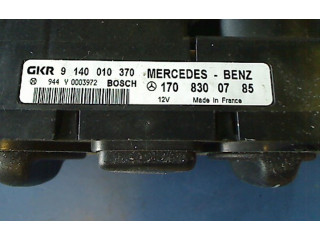 GKR 9 140 010 370 MERCEDES - BENZ
944 V 0003972 BOSCH 170 830 07 85
12V Made in France